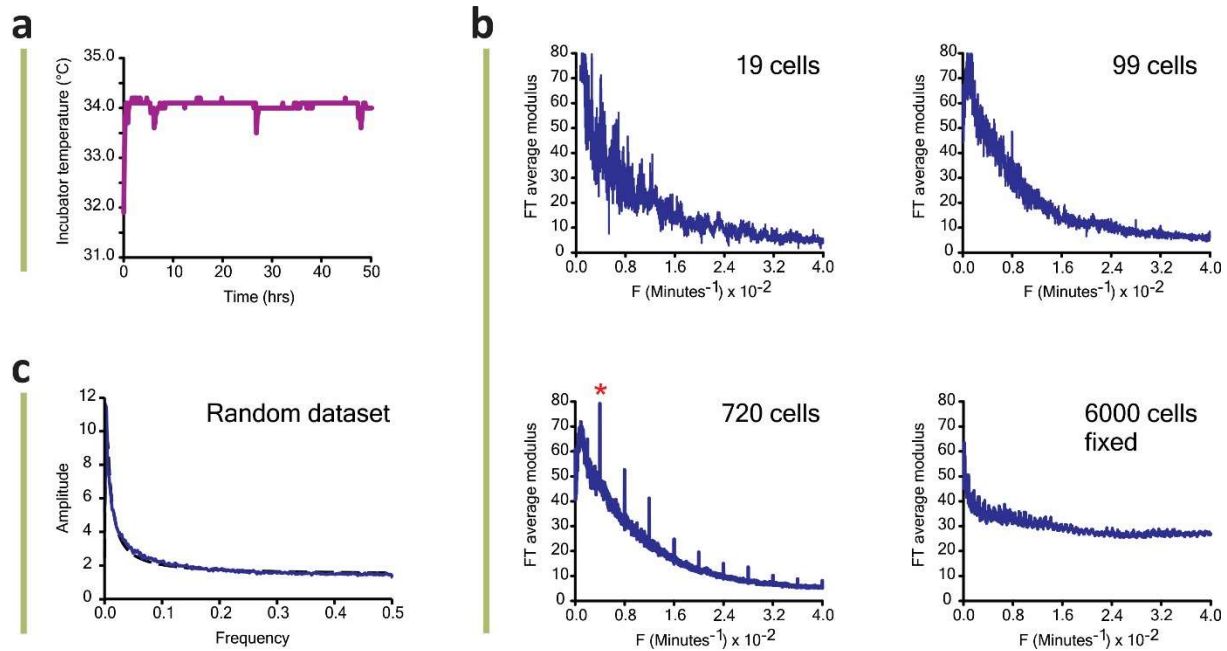 a
35.0
34.0
33.0
32.0
31.0
Incubator temperature (°C)
0 10 20 30 40 50
Time (hrs)
b
19 cells
80
70
60
50
40
30
20
10
0
FT average modulus
0.0 0.8 1.6 2.4 3.2 4.0
F (Minutes-1) x 10-2
99 cells
80
70
60
50
40
30
20
10
0
FT average modulus
0.0 0.8 1.6 2.4 3.2 4.0
F (Minutes-1) x 10-2
c
Random dataset
12
10
8
6
4
2
0
Amplitude
0.0 0.1 0.2 0.3 0.4 0.5
Frequency
*
720 cells
80
70
60
50
40
30
20
10
0
FT average modulus
0.0 0.8 1.6 2.4 3.2 4.0
F (Minutes-1) x 10-2
6000 cells
fixed
80
70
60
50
40
30
20
10
0
FT average modulus
0.0 0.8 1.6 2.4 3.2 4.0
F (Minutes-1) x 10-2